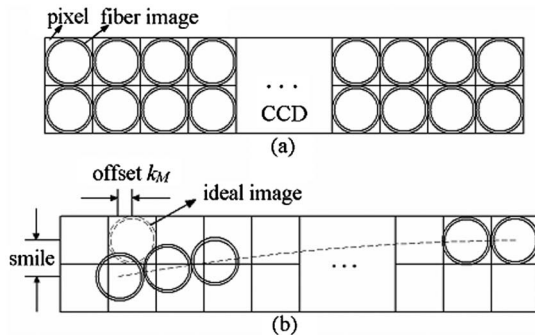 pixel fiber image
...
CCD
(a)
offset k_M
ideal image
smile
...
(b)